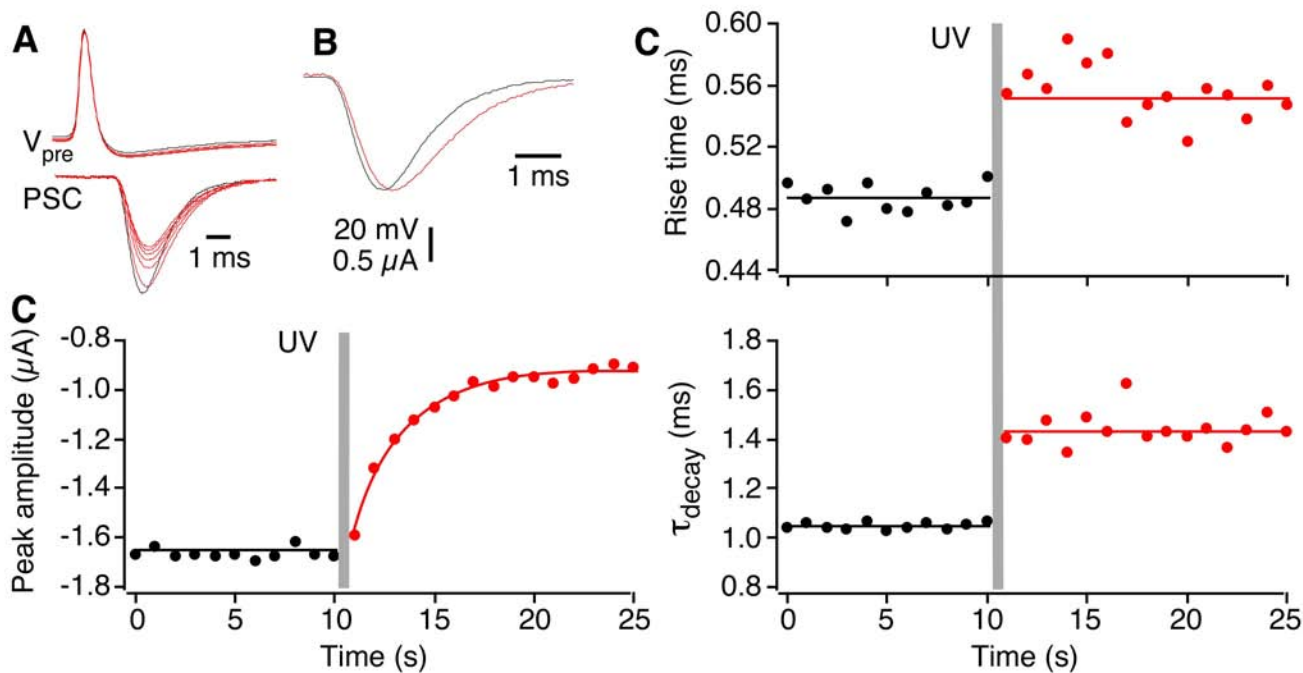 A
V_pre
PSC
1 ms
B
1 ms
20 mV
0.5 µA
C
Peak amplitude (µA)
-0.8
-1.0
-1.2
-1.4
-1.6
-1.8
UV
0 5 10 15 20 25
Time (s)
C
Rise time (ms)
0.60
0.56
0.52
0.48
0.44
UV
τ_decay (ms)
1.8
1.6
1.4
1.2
1.0
0.8
0 5 10 15 20 25
Time (s)